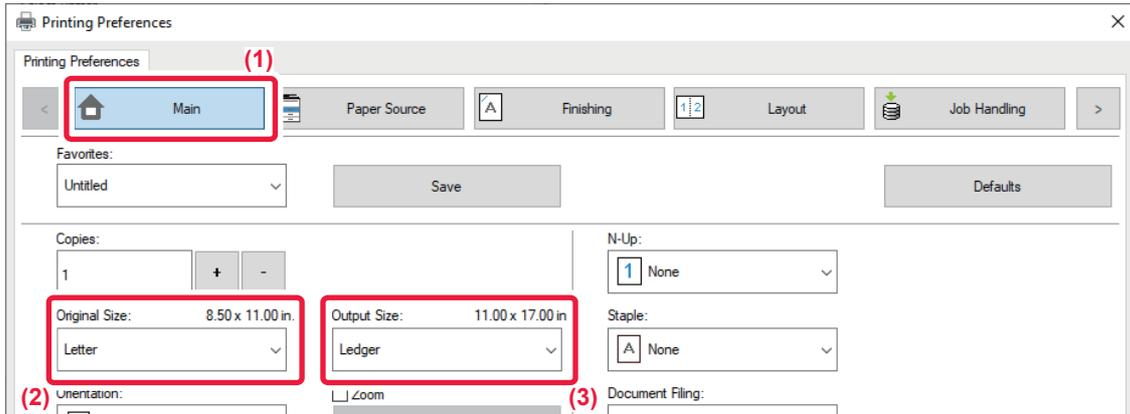 Printing Preferences
Printing Preferences
(1)
< Main Paper Source A Finishing 1 2 Layout Job Handling >
Favorites:
Untitled Save Defaults
Copies: N-Up:
1 + - 1 None
Original Size: 8.50 x 11.00 in. Output Size: 11.00 x 17.00 in Staple:
Letter Ledger A None
(2) Orientation: Zoom (3) Document Filing: